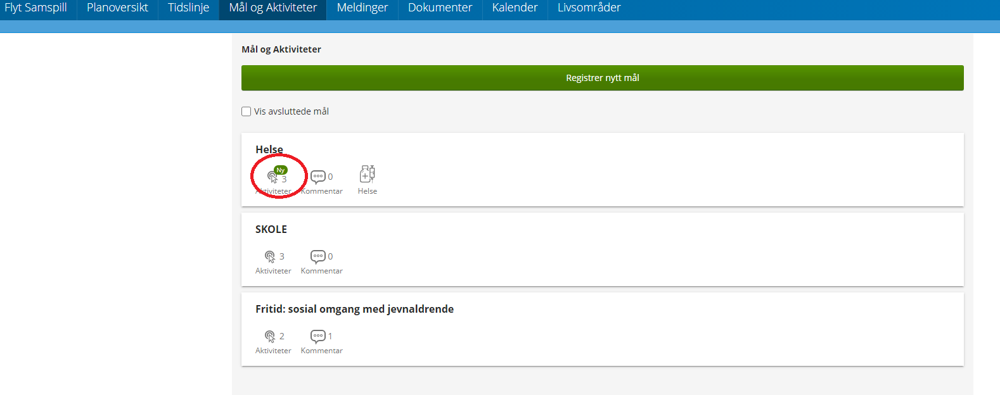 Flyt Samspill Planoversikt Tidslinje Mål og Aktiviteter Meldinger Dokumenter Kalender Livsområder
Mål og Aktiviteter
Registrer nytt mål
Vis avsluttede mål
Helse
Ny
3 0
Aktiviteter Kommentar Helse
SKOLE
3 0
Aktiviteter Kommentar
Fritid: sosial omgang med jevnaldrende
2 1
Aktiviteter Kommentar